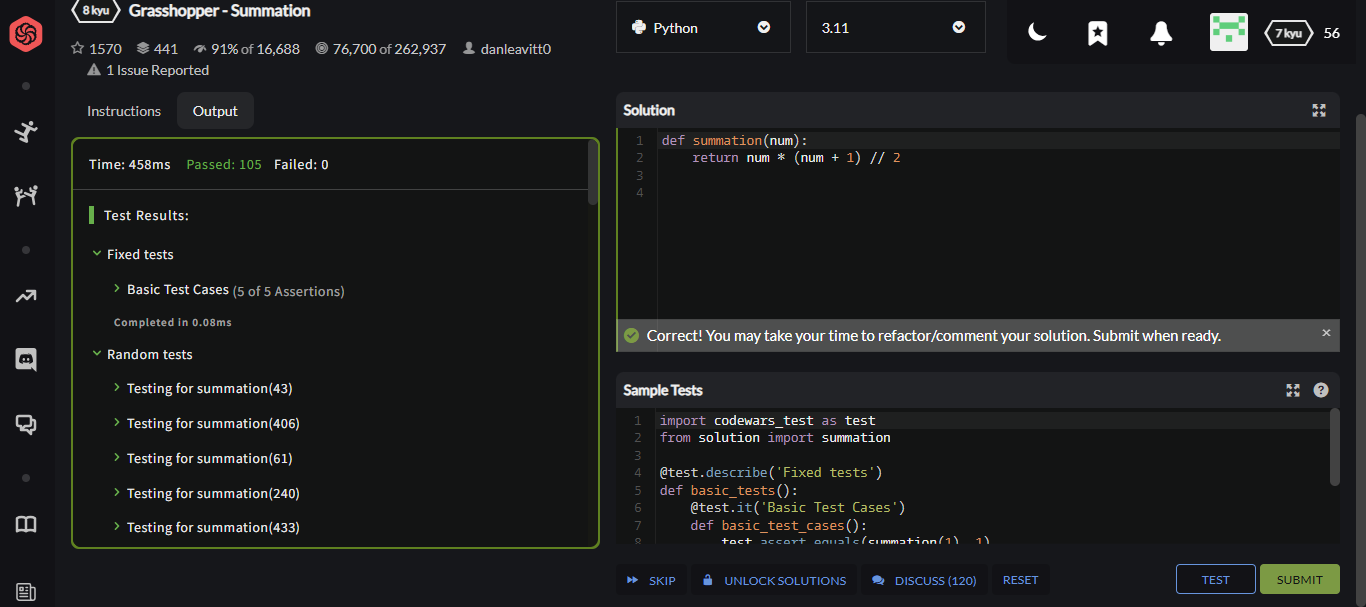 8 kyu Grasshopper - Summation
1570 441 91% of 16,688 76,700 of 262,937 danleavitt0
1 Issue Reported
Python
3.11
7 kyu 56
Instructions
Output
Time: 458ms Passed: 105 Failed: 0
Test Results:
Fixed tests
Basic Test Cases (5 of 5 Assertions)
Completed in 0.08ms
Random tests
Testing for summation(43)
Testing for summation(406)
Testing for summation(61)
Testing for summation(240)
Testing for summation(433)
Solution
1 def summation(num):
2 return num * (num + 1) // 2
3
4
Correct! You may take your time to refactor/comment your solution. Submit when ready. ×
Sample Tests ?
1 import codewars_test as test
2 from solution import summation
3
4 @test.describe('Fixed tests')
5 def basic_tests():
6 @test.it('Basic Test Cases')
7 def basic_test_cases():
8 test.assert_equals(summation(1), 1)
SKIP
UNLOCK SOLUTIONS
DISCUSS (120)
RESET
TEST
SUBMIT